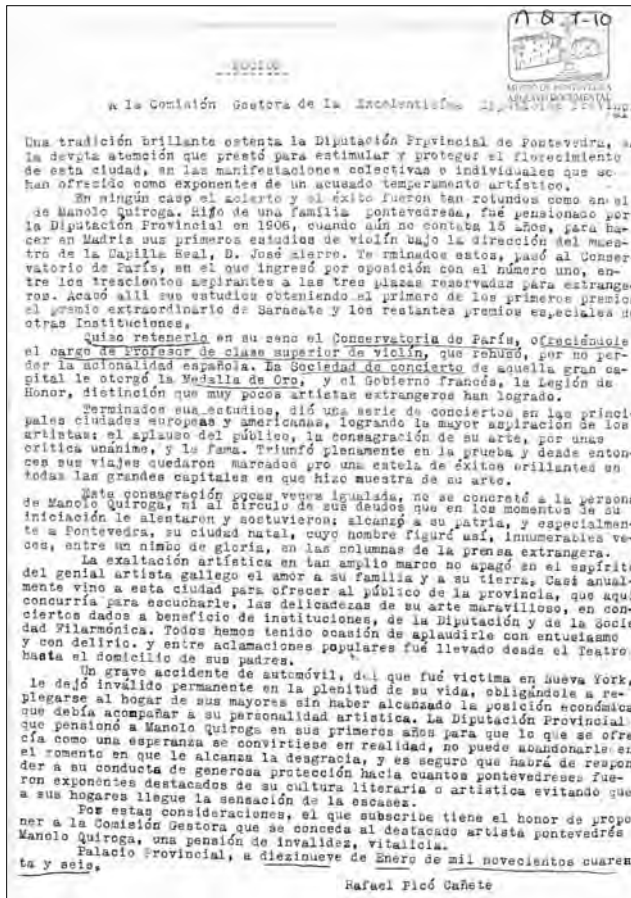 MUSEO DE PONTEVEDRA
ARQUIVO DOCUMENTAL
MOCION
A la Comisión Gestora de la Excelentísima Diputación Provin
Una tradición brillante ostenta la Diputación Frpvincial de Pontevedra,
la devpta atención que prestó para estimular y proteger el florecimiento
de esta ciudad, en las manifestaciones colectivas o individuales que se
han ofrecido como exponentes de un acusado temperamento artístico.
En ningún casp el acierto y el éxito fueron tan rotundos como en el
de Manolo Quiroga. Hijo de una familia pontevedresa, fué pensionado por
la Diputación Provincial en 1906, cuando aún no contaba 15 años, para ha-
cer en Madrid sus primeros estudios de violín bajo la dirección del maes-
tro de la Capilla Real, D. José Hierro. Te rminados estos, pasó al Conser-
vatorio de París, en el que ingresó por oposición con el número uno, en-
tre los trescientos aspirantes a las tres plazas reservadas para extrange-
ros. Acabó alli sus estudios obteniendo el primero de los primeros premio
el premio extraordinario de Sarasate y los restantes premios especiales de
otras Instituciones.
Quiso retenerlo en su seno el Conservatorio de París, ofreciéndole
el cargo de Profesor de clase superior de violín, que rehusó, por no per-
der la acionalidad española. La Sociedad de concierto de aquella gran ca-
pital le otorgó la Medalla de Oro, y el Gobierno francés, la Legión de
Honor, distinción que muy pocos artistas extrangeros han logrado.
Terminados sus estudios, dió una serie de conciertos en las princi-
pales ciudades europeas y americanas, logrando la mayor aspiración de los
artistas: el aplauso del público, la consagración de su arte, por unas
crítica unánime, y la fama. Triunfó plenamente en la prueba y desde enton-
ces sus viajes quedaron marcados pro una estela de éxitos brillantes en
todas las grandes capitales en que hizo muestra de su arte.
Esta consagración pocas veces igualada, no se concretó a la persona
de Manolo Quiroga, ni al círculo de sus deudos que en los momentos de su
iniciación le alentaron y sostuvieron; alcanzó a su patria, y especialmen-
te a Pontevedra, su ciudad natal, cuyo nombre figuró así, innumerables ve-
ces, entre un nimbo de gloria, en las columnas de la prensa extrangera.
La exaltación artística en tan amplio marco no apagó en el espíritu
del genial artista gallego el amor a su familia y a su tierra, Casi anual-
mente vino a esta ciudad para ofrecer al público de la provincia, que aquí
concurría para escucharle, las delicadezas de su arte maravilloso, en con-
ciertos dados a beneficio de instituciones, de la Diputación y de la Socie-
dad Filarmónica. Todos hemos tenido ocasión de aplaudirle con entusiasmo
y con delirio. y entre aclamaciones populares fué llevado desde el Teatro
hasta el domicilio de sus padres.
Un grave accidente de automóvil, del que fué victima en Nueva York,
le dejó inválido permanente en la plenitud de su vida, obligándole a re-
plegarse al hogar de sus mayores sin haber alcanzado la posición económica
que debía acompañar a su personalidad artistica. La Diputación Provincial
que pensionó a Manolo Quiroga en sus primeros años para que lo que se ofre
cía como una esperanza se convirtiese en realidad, no puede abandonarle en
el momento en que le alcanza la desgracia, y es seguro que habrá de respon
der a su conducta de generosa protección hacia cuantos pontevedreses fue-
ron exponentes destacados de su cultura literaria o artistica evitando que
a sus hogares llegue la sensación de la escasez.
Por estas consideraciones, el que subscribe tiene el honor de propo
ner a la Comisión Gestora que se conceda al destacado artista pontevedrés
Manolo Quiroga, una pensión de invalidez, vitalicia.
Palacio Provincial, a diezinueve de Enero de mil novecientos cuaren
ta y seis.
Rafael Picó Cañete